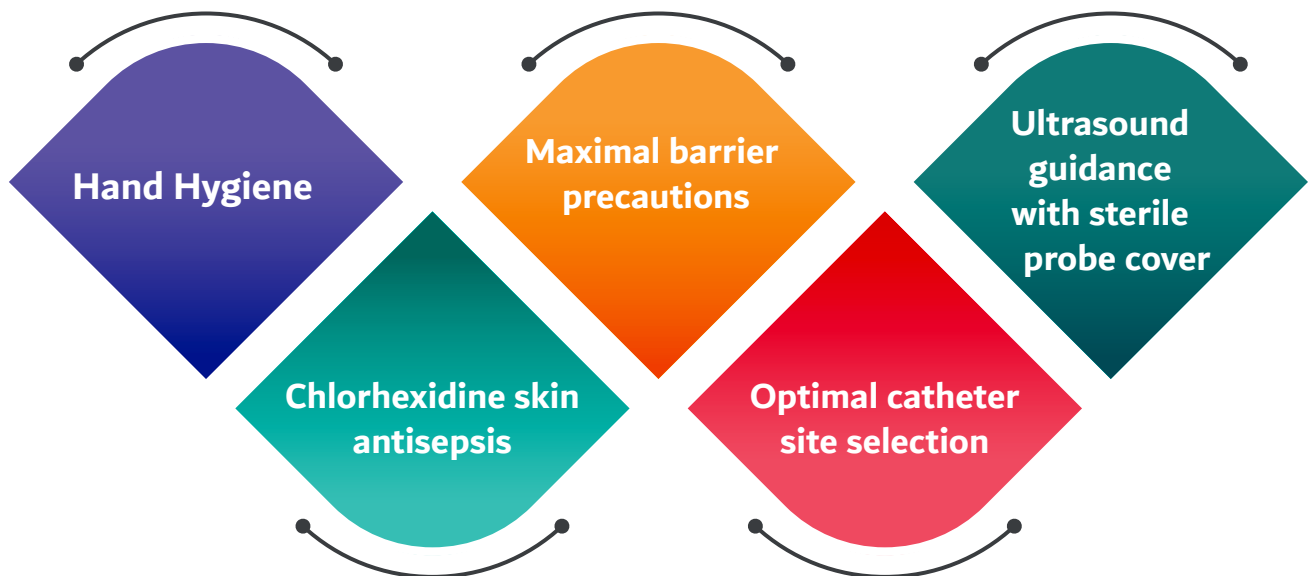 Hand Hygiene
Chlorhexidine skin
antisepsis
Maximal barrier
precautions
Optimal catheter
site selection
Ultrasound
guidance
with sterile
probe cover